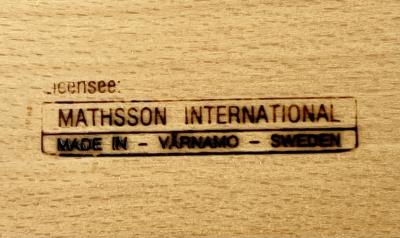 Licensee:
MATHSSON INTERNATIONAL
MADE IN - VÄRNAMO - SWEDEN